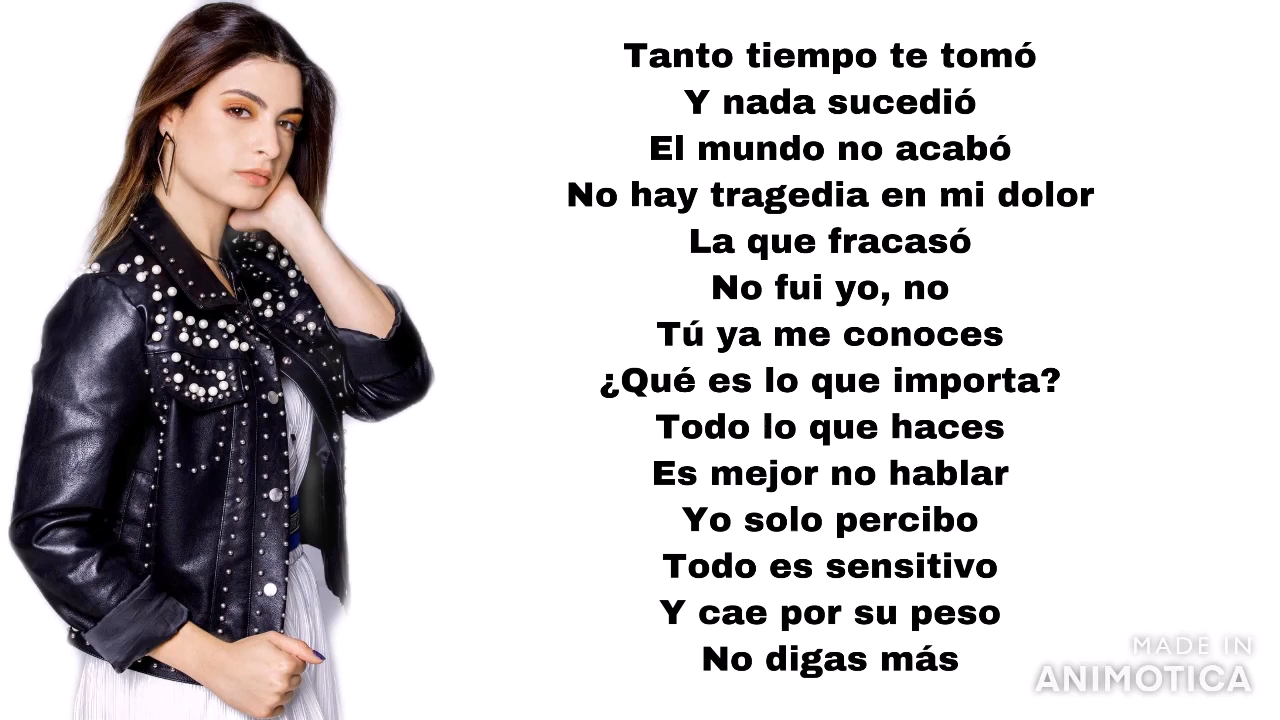 Tanto tiempo te tomó
Y nada sucedió
El mundo no acabó
No hay tragedia en mi dolor
La que fracasó
No fui yo, no
Tú ya me conoces
¿Qué es lo que importa?
Todo lo que haces
Es mejor no hablar
Yo solo percibo
Todo es sensitivo
Y cae por su peso
No digas más
MADE IN
ANIMOTICA